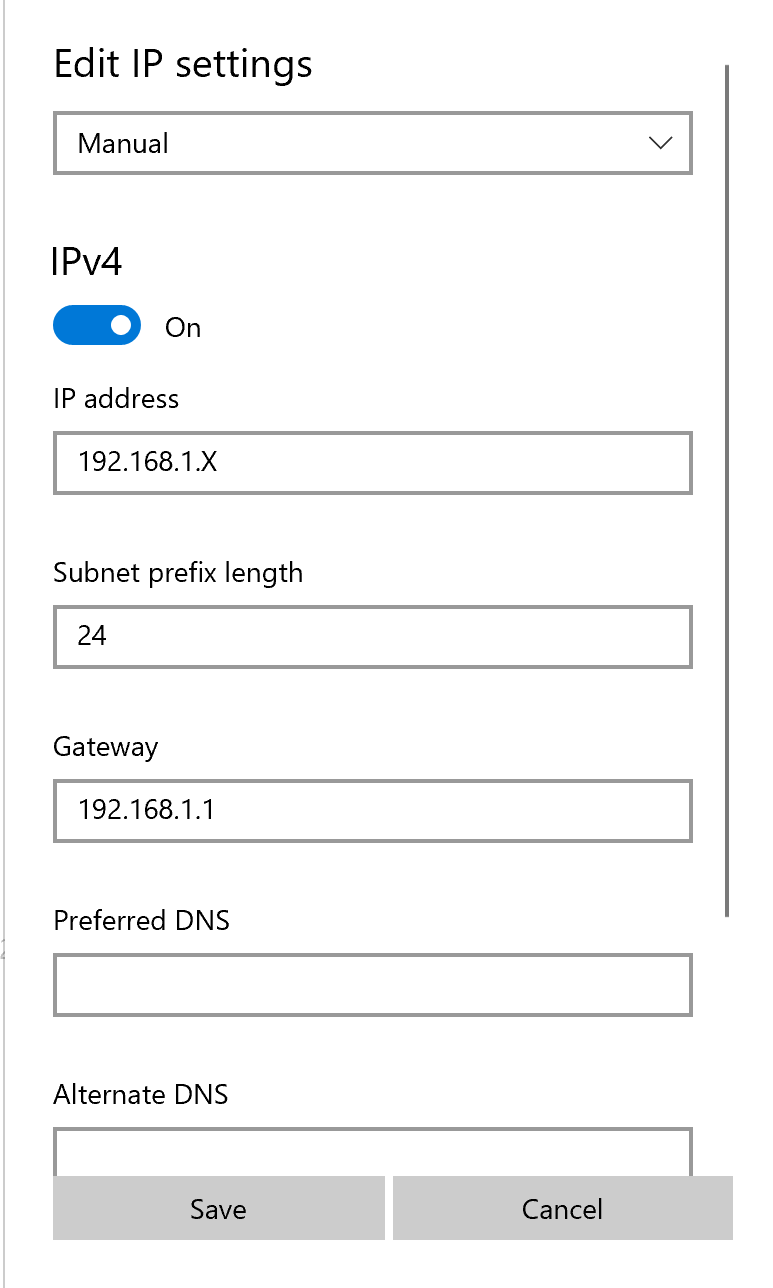 Edit IP settings
Manual
IPv4
On
IP address
192.168.1.X
Subnet prefix length
24
Gateway
192.168.1.1
Preferred DNS
Alternate DNS
Save
Cancel